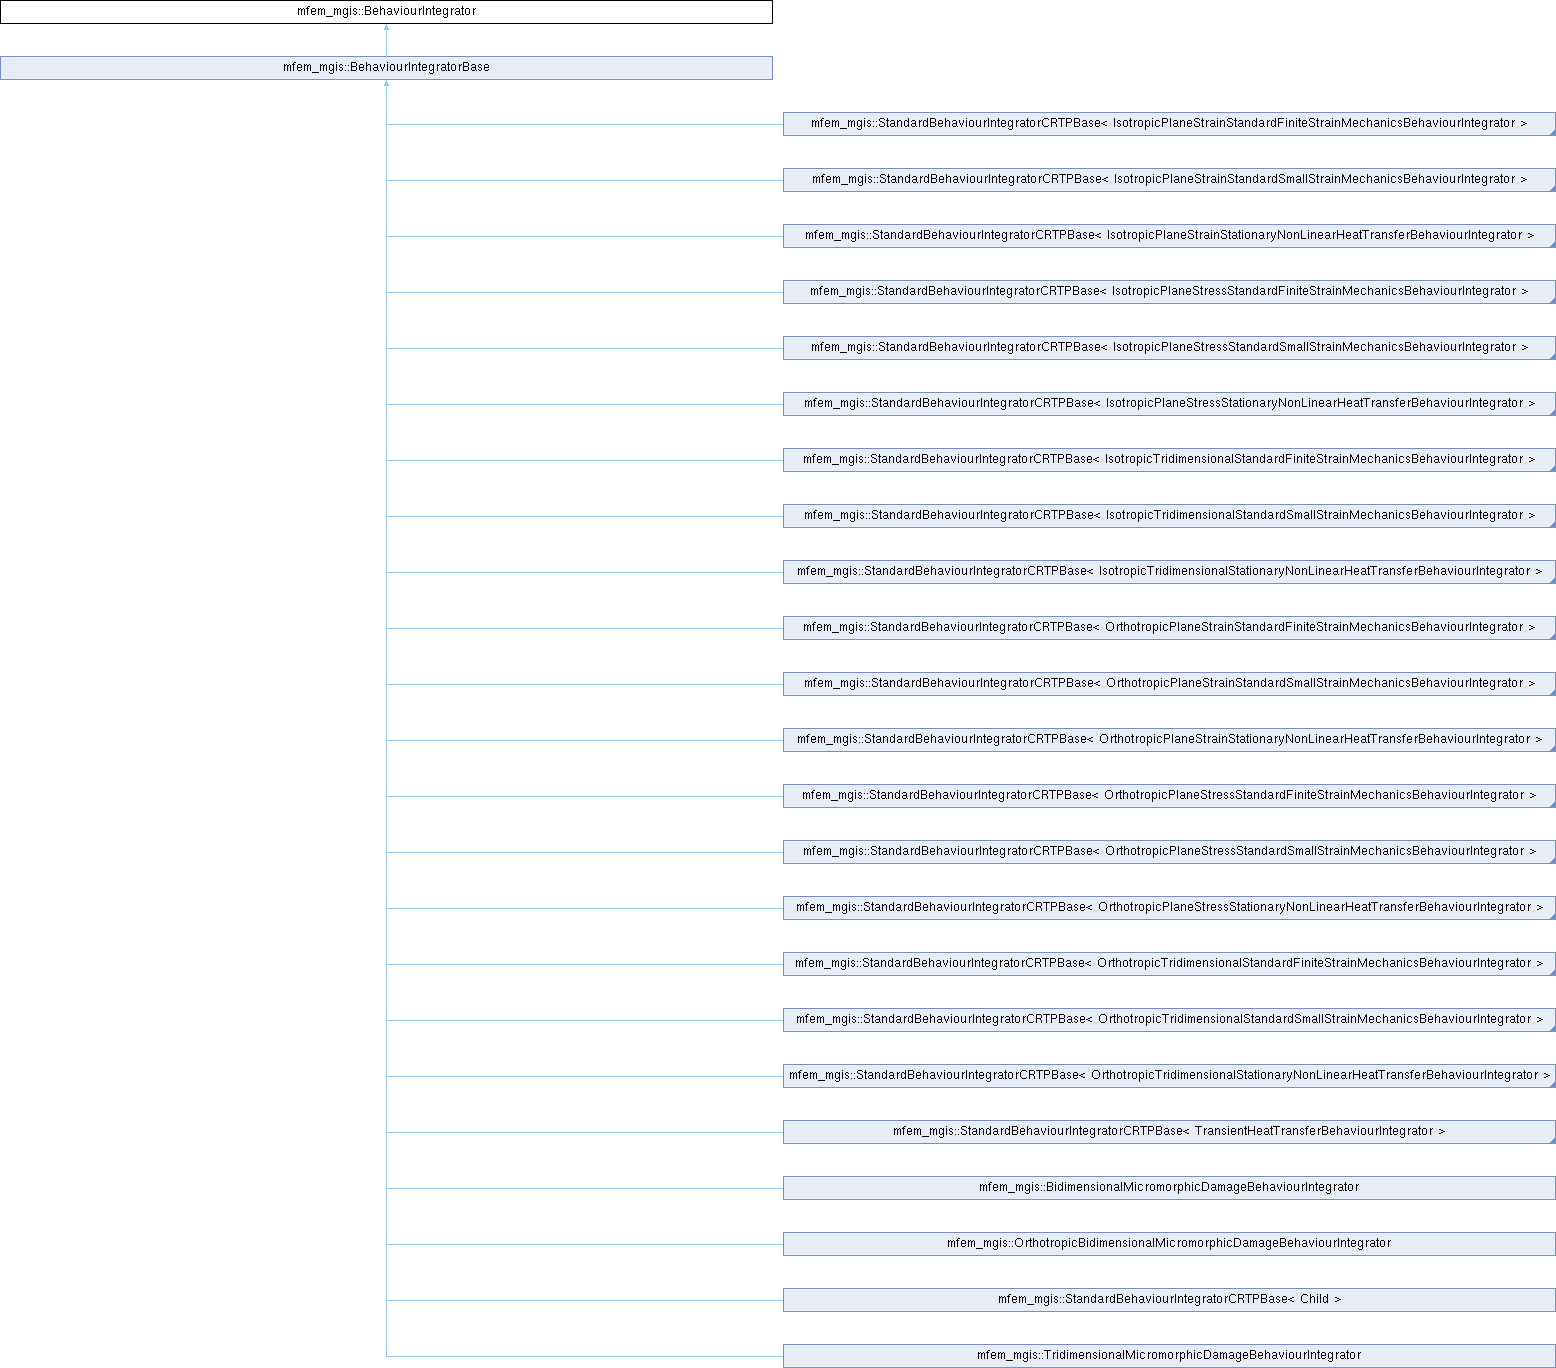 mfem_mgis::BehaviourIntegrator
mfem_mgis::BehaviourIntegratorBase
mfem_mgis::StandardBehaviourIntegratorCRTPBase< IsotropicPlaneStrainStandardFiniteStrainMechanicsBehaviourIntegrator >
mfem_mgis::StandardBehaviourIntegratorCRTPBase< IsotropicPlaneStrainStandardSmallStrainMechanicsBehaviourIntegrator >
mfem_mgis::StandardBehaviourIntegratorCRTPBase< IsotropicPlaneStrainStationaryNonLinearHeatTransferBehaviourIntegrator >
mfem_mgis::StandardBehaviourIntegratorCRTPBase< IsotropicPlaneStressStandardFiniteStrainMechanicsBehaviourIntegrator >
mfem_mgis::StandardBehaviourIntegratorCRTPBase< IsotropicPlaneStressStandardSmallStrainMechanicsBehaviourIntegrator >
mfem_mgis::StandardBehaviourIntegratorCRTPBase< IsotropicPlaneStressStationaryNonLinearHeatTransferBehaviourIntegrator >
mfem_mgis::StandardBehaviourIntegratorCRTPBase< IsotropicTridimensionalStandardFiniteStrainMechanicsBehaviourIntegrator >
mfem_mgis::StandardBehaviourIntegratorCRTPBase< IsotropicTridimensionalStandardSmallStrainMechanicsBehaviourIntegrator >
mfem_mgis::StandardBehaviourIntegratorCRTPBase< IsotropicTridimensionalStationaryNonLinearHeatTransferBehaviourIntegrator >
mfem_mgis::StandardBehaviourIntegratorCRTPBase< OrthotropicPlaneStrainStandardFiniteStrainMechanicsBehaviourIntegrator >
mfem_mgis::StandardBehaviourIntegratorCRTPBase< OrthotropicPlaneStrainStandardSmallStrainMechanicsBehaviourIntegrator >
mfem_mgis::StandardBehaviourIntegratorCRTPBase< OrthotropicPlaneStrainStationaryNonLinearHeatTransferBehaviourIntegrator >
mfem_mgis::StandardBehaviourIntegratorCRTPBase< OrthotropicPlaneStressStandardFiniteStrainMechanicsBehaviourIntegrator >
mfem_mgis::StandardBehaviourIntegratorCRTPBase< OrthotropicPlaneStressStandardSmallStrainMechanicsBehaviourIntegrator >
mfem_mgis::StandardBehaviourIntegratorCRTPBase< OrthotropicPlaneStressStationaryNonLinearHeatTransferBehaviourIntegrator >
mfem_mgis::StandardBehaviourIntegratorCRTPBase< OrthotropicTridimensionalStandardFiniteStrainMechanicsBehaviourIntegrator >
mfem_mgis::StandardBehaviourIntegratorCRTPBase< OrthotropicTridimensionalStandardSmallStrainMechanicsBehaviourIntegrator >
mfem_mgis::StandardBehaviourIntegratorCRTPBase< OrthotropicTridimensionalStationaryNonLinearHeatTransferBehaviourIntegrator >
mfem_mgis::StandardBehaviourIntegratorCRTPBase< TransientHeatTransferBehaviourIntegrator >
mfem_mgis::BidimensionalMicromorphicDamageBehaviourIntegrator
mfem_mgis::OrthotropicBidimensionalMicromorphicDamageBehaviourIntegrator
mfem_mgis::StandardBehaviourIntegratorCRTPBase< Child >
mfem_mgis::TridimensionalMicromorphicDamageBehaviourIntegrator